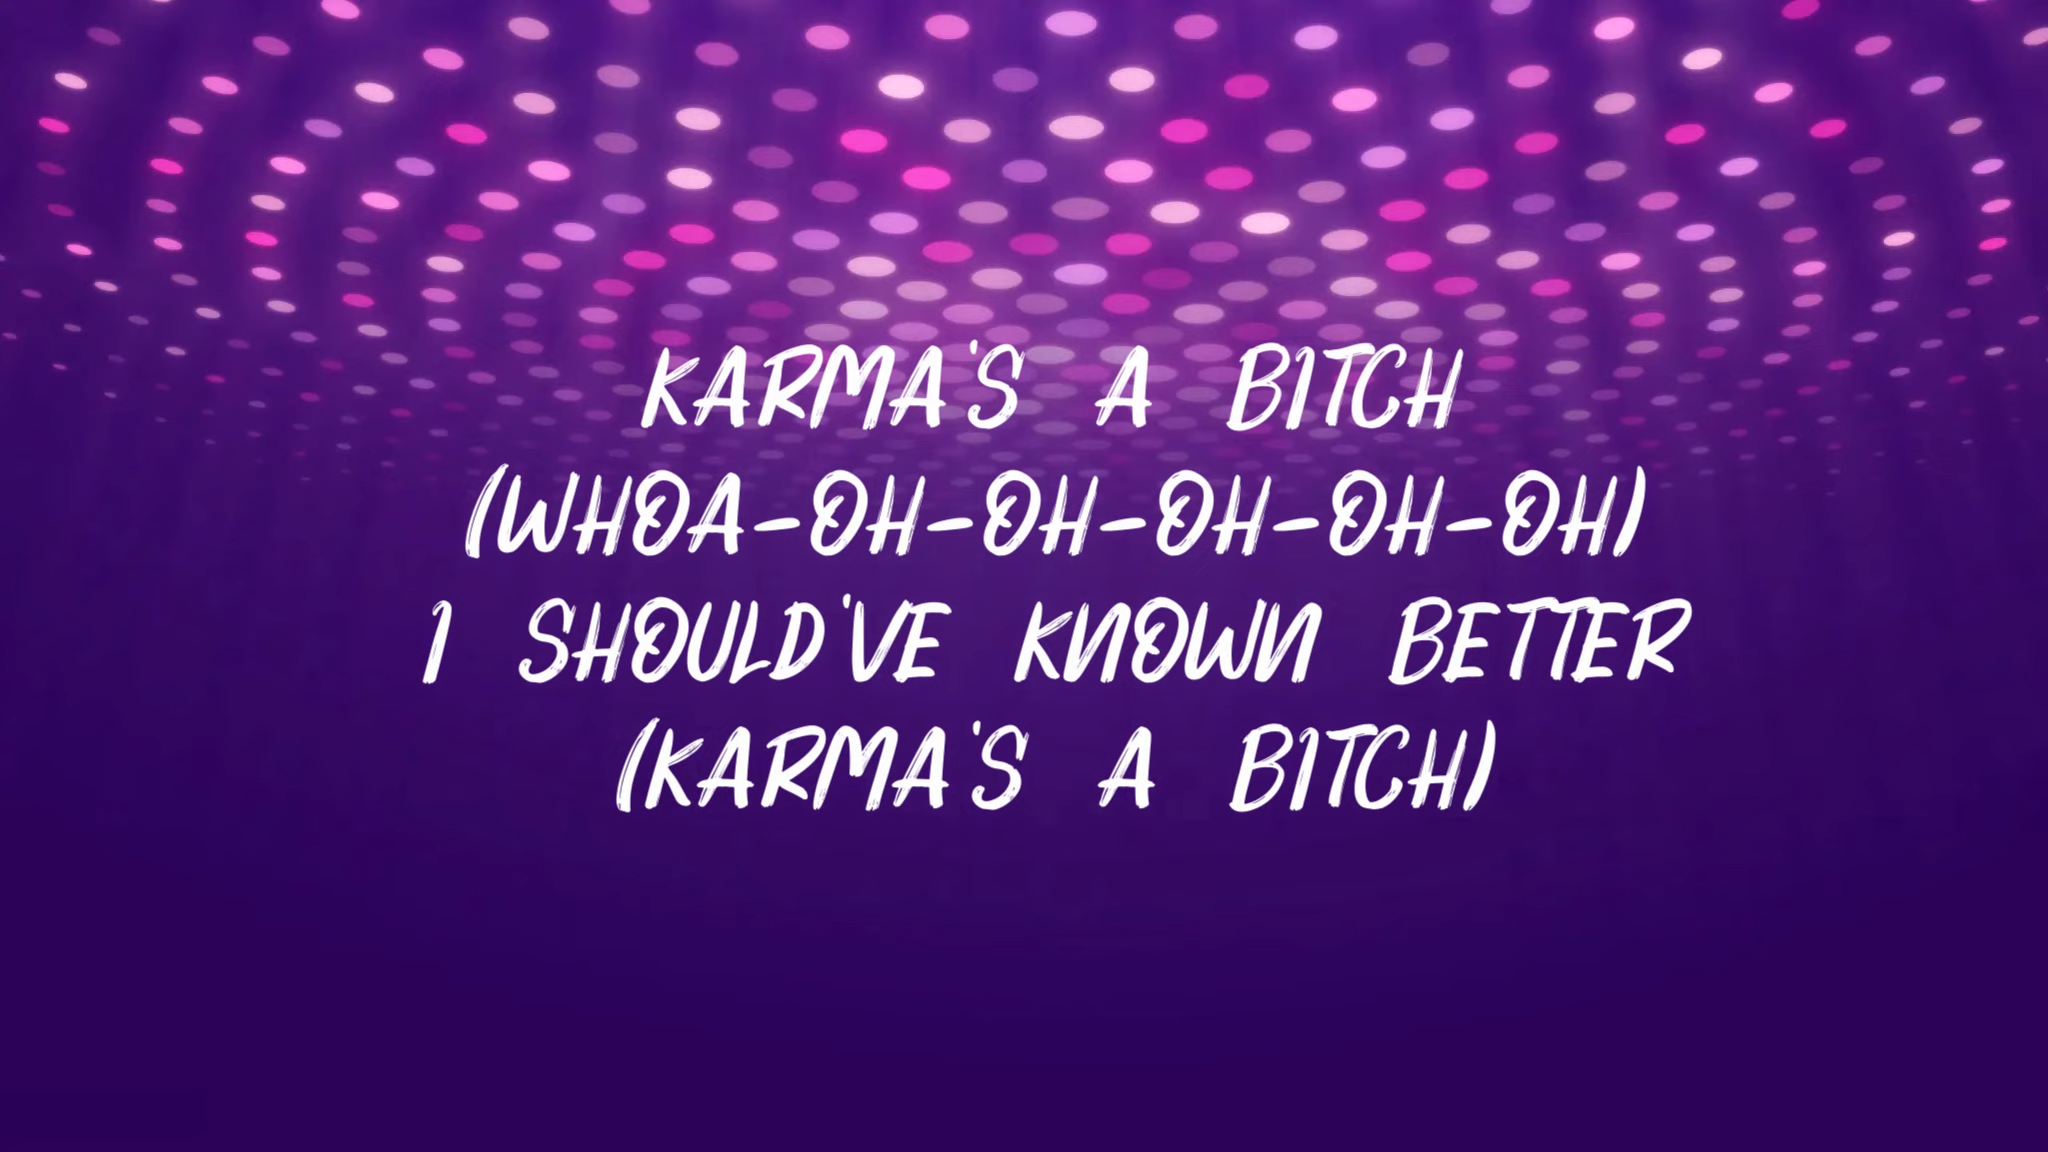 KARMA'S A BITCH
(WHOA-OH-OH-OH-OH-OH)
I SHOULD'VE KNOWN BETTER
(KARMA'S A BITCH)